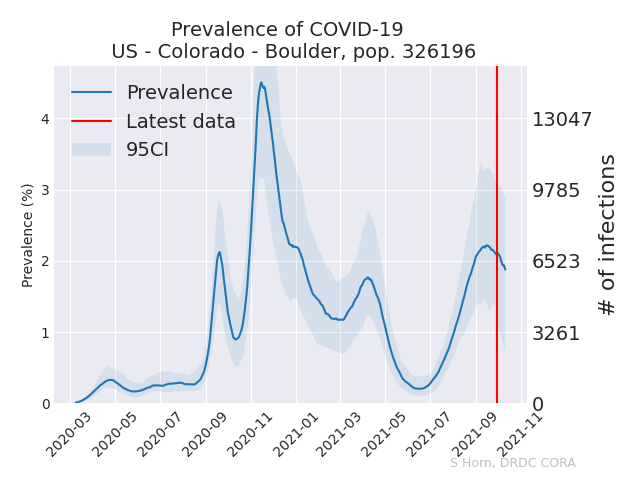 Prevalence of COVID-19
US - Colorado - Boulder, pop. 326196
Prevalence
Latest data
95CI
Prevalence (%)
4
3
2
1
0
13047
9785
6523
3261
0
# of infections
2020-03
2020-05
2020-07
2020-09
2020-11
2021-01
2021-03
2021-05
2021-07
2021-09
2021-11
S Horn, DRDC CORA